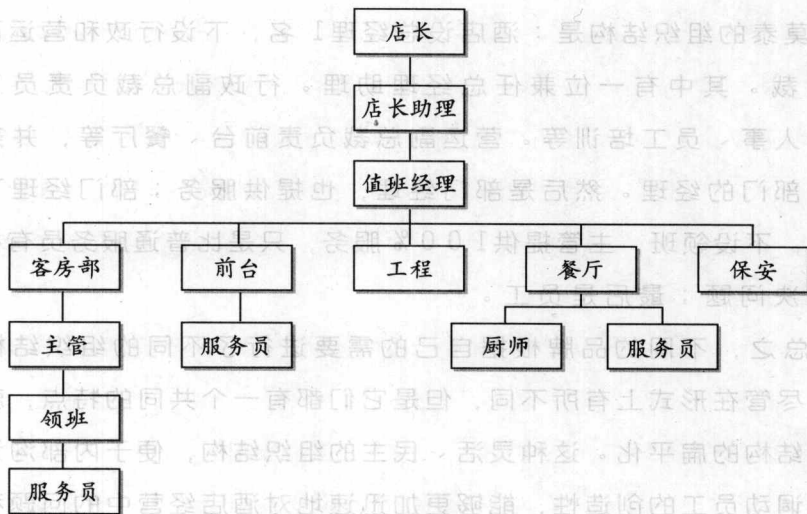 店长
店长助理
值班经理
客房部 前台 工程 餐厅 保安
主管 服务员 厨师 服务员
领班
服务员